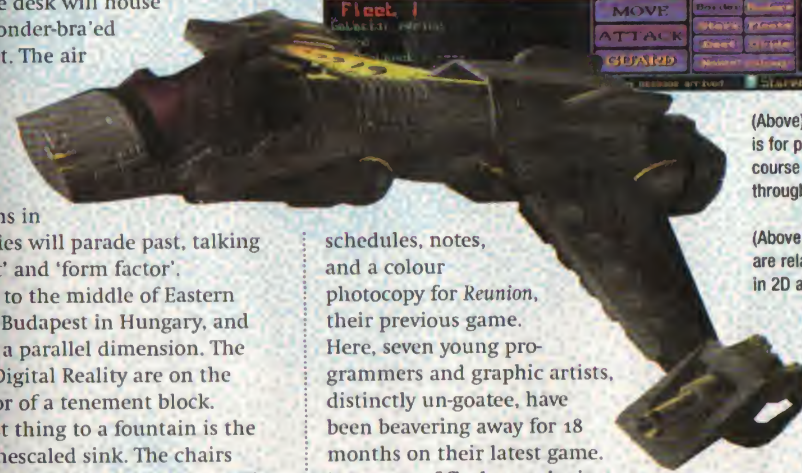 e desk will house
onder-bra'ed
t. The air
ns in
ies will parade past, talking
' and 'form factor'.
to the middle of Eastern
Budapest in Hungary, and
a parallel dimension. The
Digital Reality are on the
or of a tenement block.
t thing to a fountain is the
nescaled sink. The chairs
schedules, notes,
and a colour
photocopy for Reunion,
their previous game.
Here, seven young pro-
grammers and graphic artists,
distinctly un-goatee, have
been beavering away for 18
months on their latest game.
Fleet 1
MOVE
ATTACK
GUARD
(Above)
is for p
course
through
(Above
are rela
in 2D a